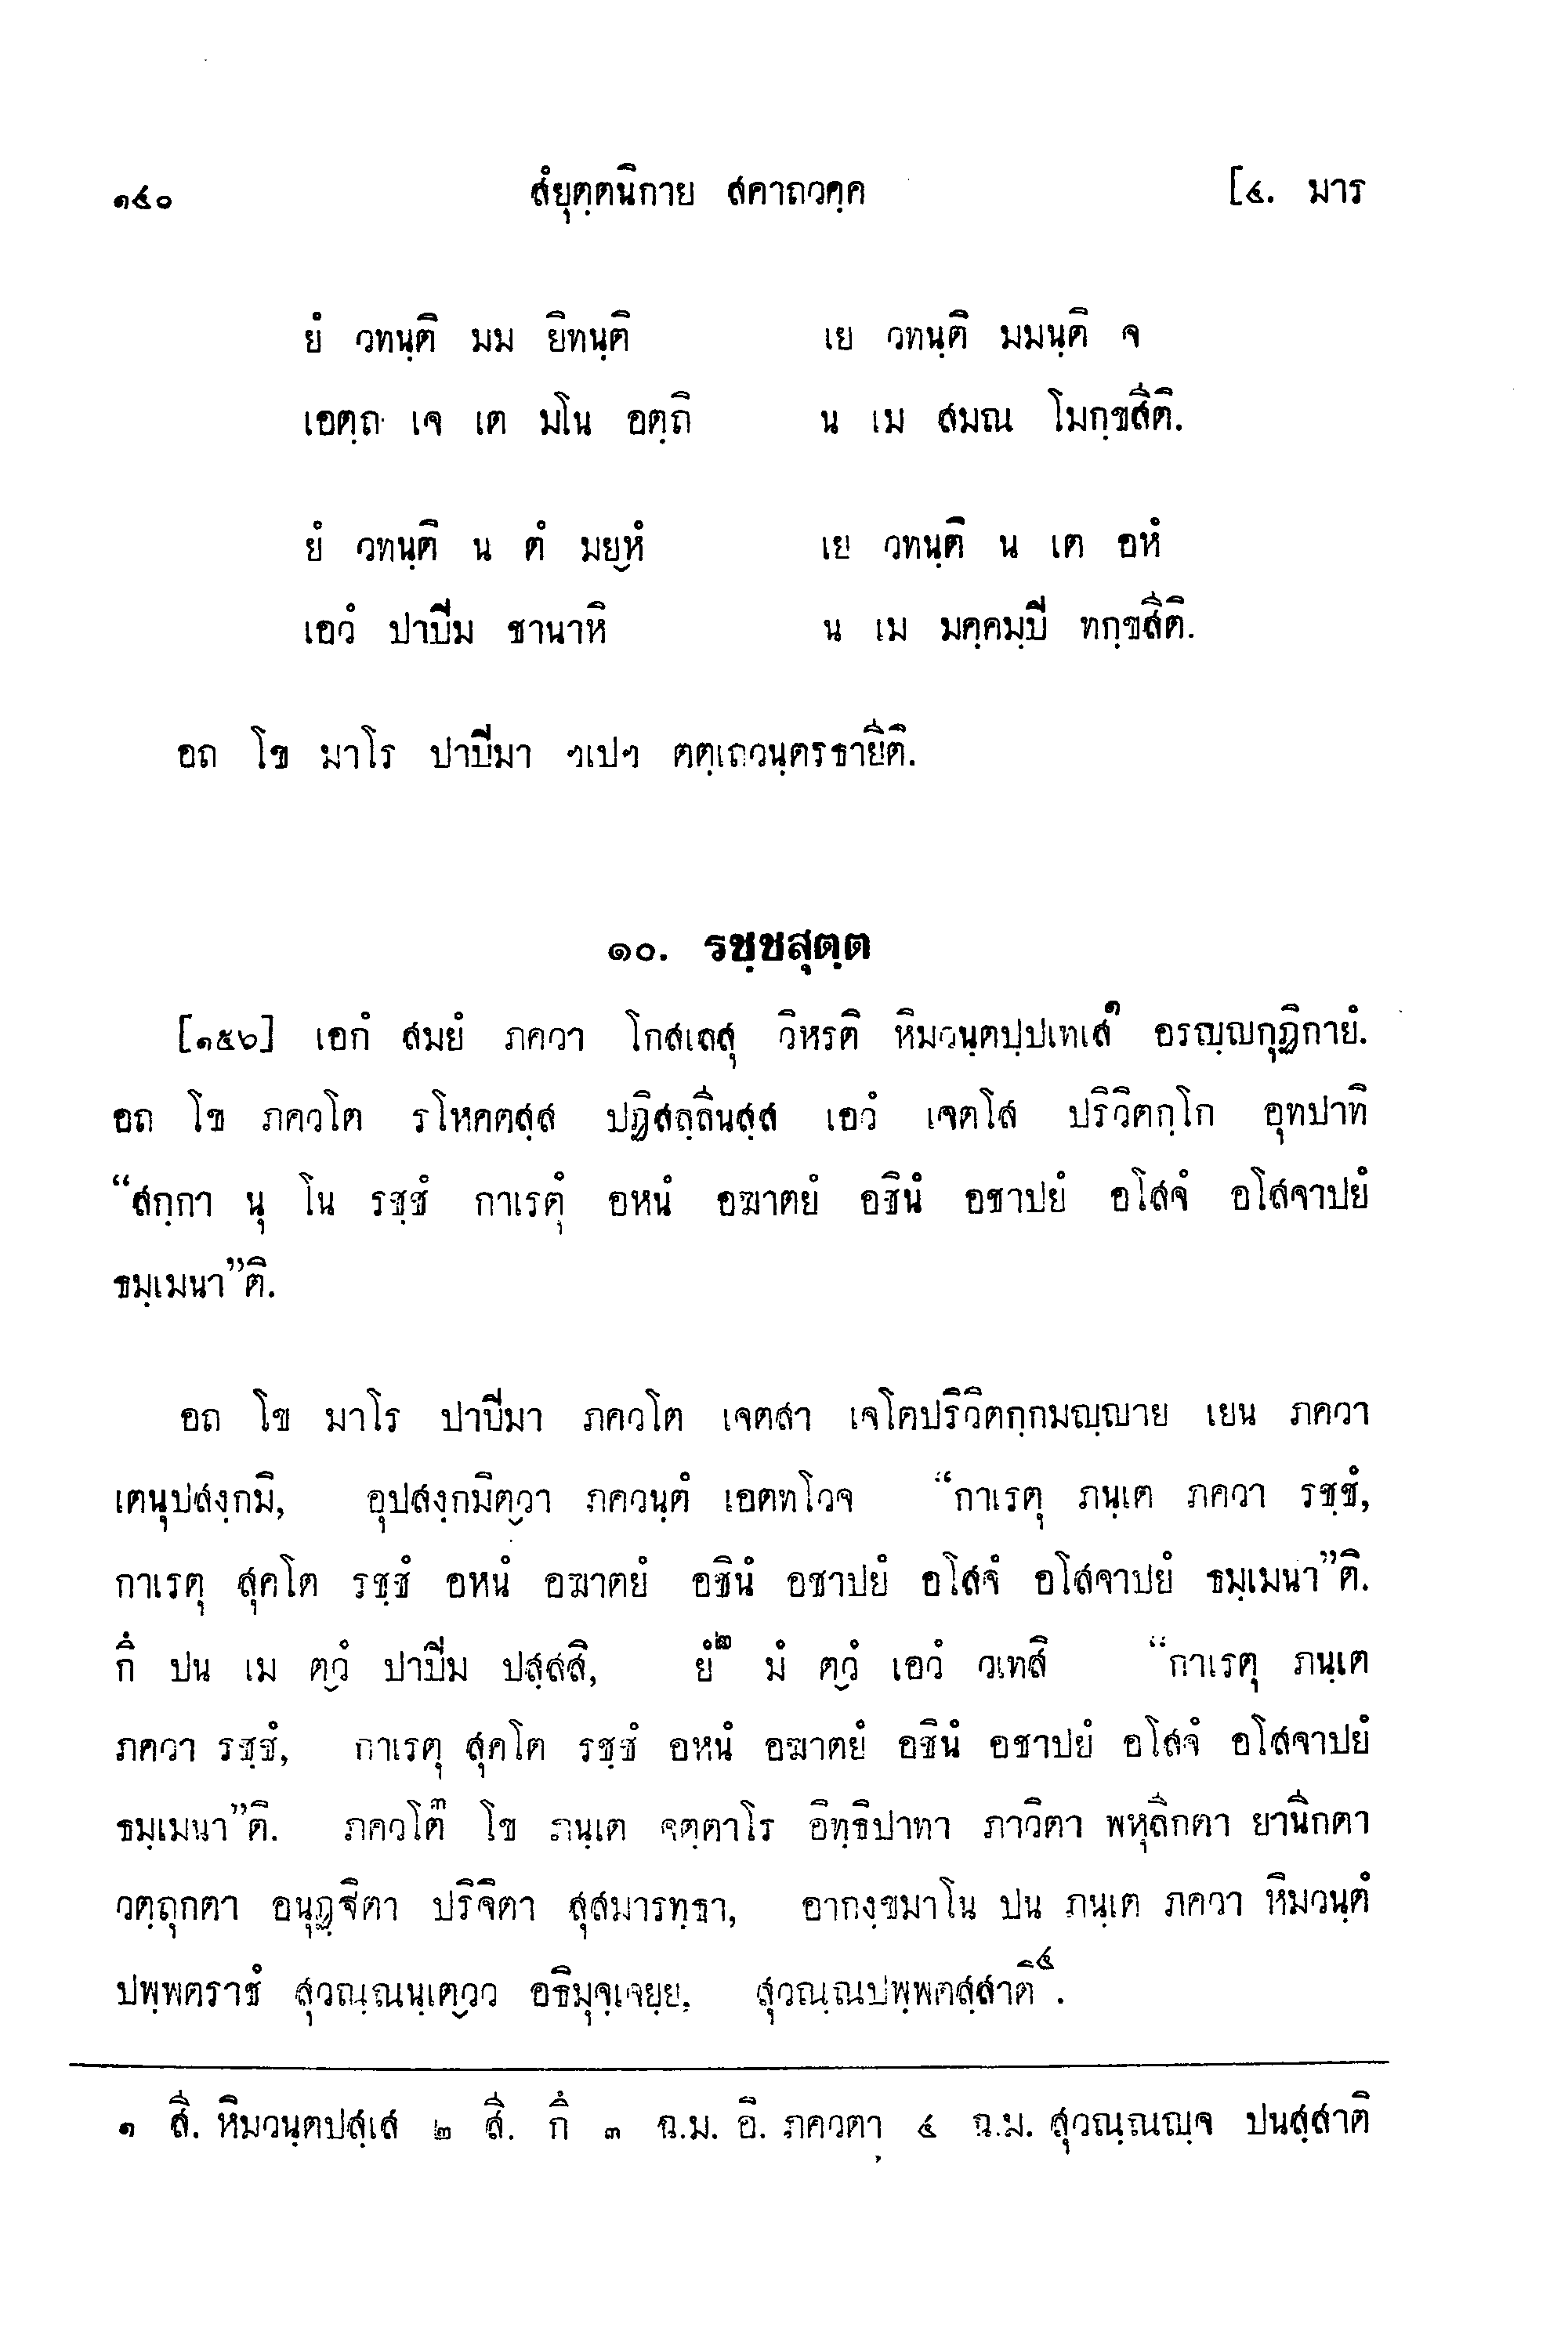 ๑๔๐ สํยุตฺตนิกาย สคาถวคฺค [๔. มาร
ยํ วทนฺติ มม ยิทนฺติ เย วทนฺติ มมนฺติ จ
เอตฺถ เจ เต มโน อตฺถิ น เม สมณ โมกฺขสีติ.
ยํ วทนฺติ น ตํ มยฺหํ เย วทนฺติ น เต อหํ
เอวํ ปาปิม ชานาหิ น เม มคฺคมฺปิ ทกฺขสีติ.
อถ โข มาโร ปาปิมา ฯเปฯ ตตฺเถวนฺตรธายีติ.
๑๐. รชฺชสุตฺต
[๑๕๖] เอกํ สมยํ ภควา โกสเลสุ วิหรติ หิมวนฺตปฺปเทเส๑ อรญฺญกุฏิกายํ.
อถ โข ภควโต รโหคตสฺส ปฏิสลฺลีนสฺส เอวํ เจตโส ปริวิตกฺโก อุทปาทิ
“สกฺกา นุ โข รชฺชํ กาเรตุํ อหนํ อฆาตยํ อชินํ อชาปยํ อโสจํ อโสจาปยํ
ธมฺเมนา”ติ.
อถ โข มาโร ปาปิมา ภควโต เจตสา เจโตปริวิตกฺกมญฺญาย เยน ภควา
เตนุปสงฺกมิ, อุปสงฺกมิตฺวา ภควนฺตํ เอตทโวจ “กาเรตุ ภนฺเต ภควา รชฺชํ,
กาเรตุ สุคโต รชฺชํ อหนํ อฆาตยํ อชินํ อชาปยํ อโสจํ อโสจาปยํ ธมฺเมนา”ติ.
กึ ปน เม ตฺวํ ปาปิม ปสฺสสิ, ยํ๒ มํ ตฺวํ เอวํ วเทสิ “กาเรตุ ภนฺเต
ภควา รชฺชํ, กาเรตุ สุคโต รชฺชํ อหนํ อฆาตยํ อชินํ อชาปยํ อโสจํ อโสจาปยํ
ธมฺเมนา”ติ. ภควโต๓ โข ภนฺเต จตฺตาโร อิทฺธิปาทา ภาวิตา พหุลีกตา ยานีกตา
วตฺถุกตา อนุฏฺฐิตา ปริจิตา สุสมารทฺธา, อากงฺขมาโน ปน ภนฺเต ภควา หิมวนฺตํ
ปพฺพตราชํ สุวณฺณนฺเตฺวว อธิมุจฺเจยฺย, สุวณฺณปพฺพตสฺสาติ๔.
๑ สี. หิมวนฺตปสฺเส ๒ สี. กึ ๓ ฉ.ม. อิ. ภควตา ๔ ฉ.ม. สุวณฺณญฺจ ปนสฺสาติ